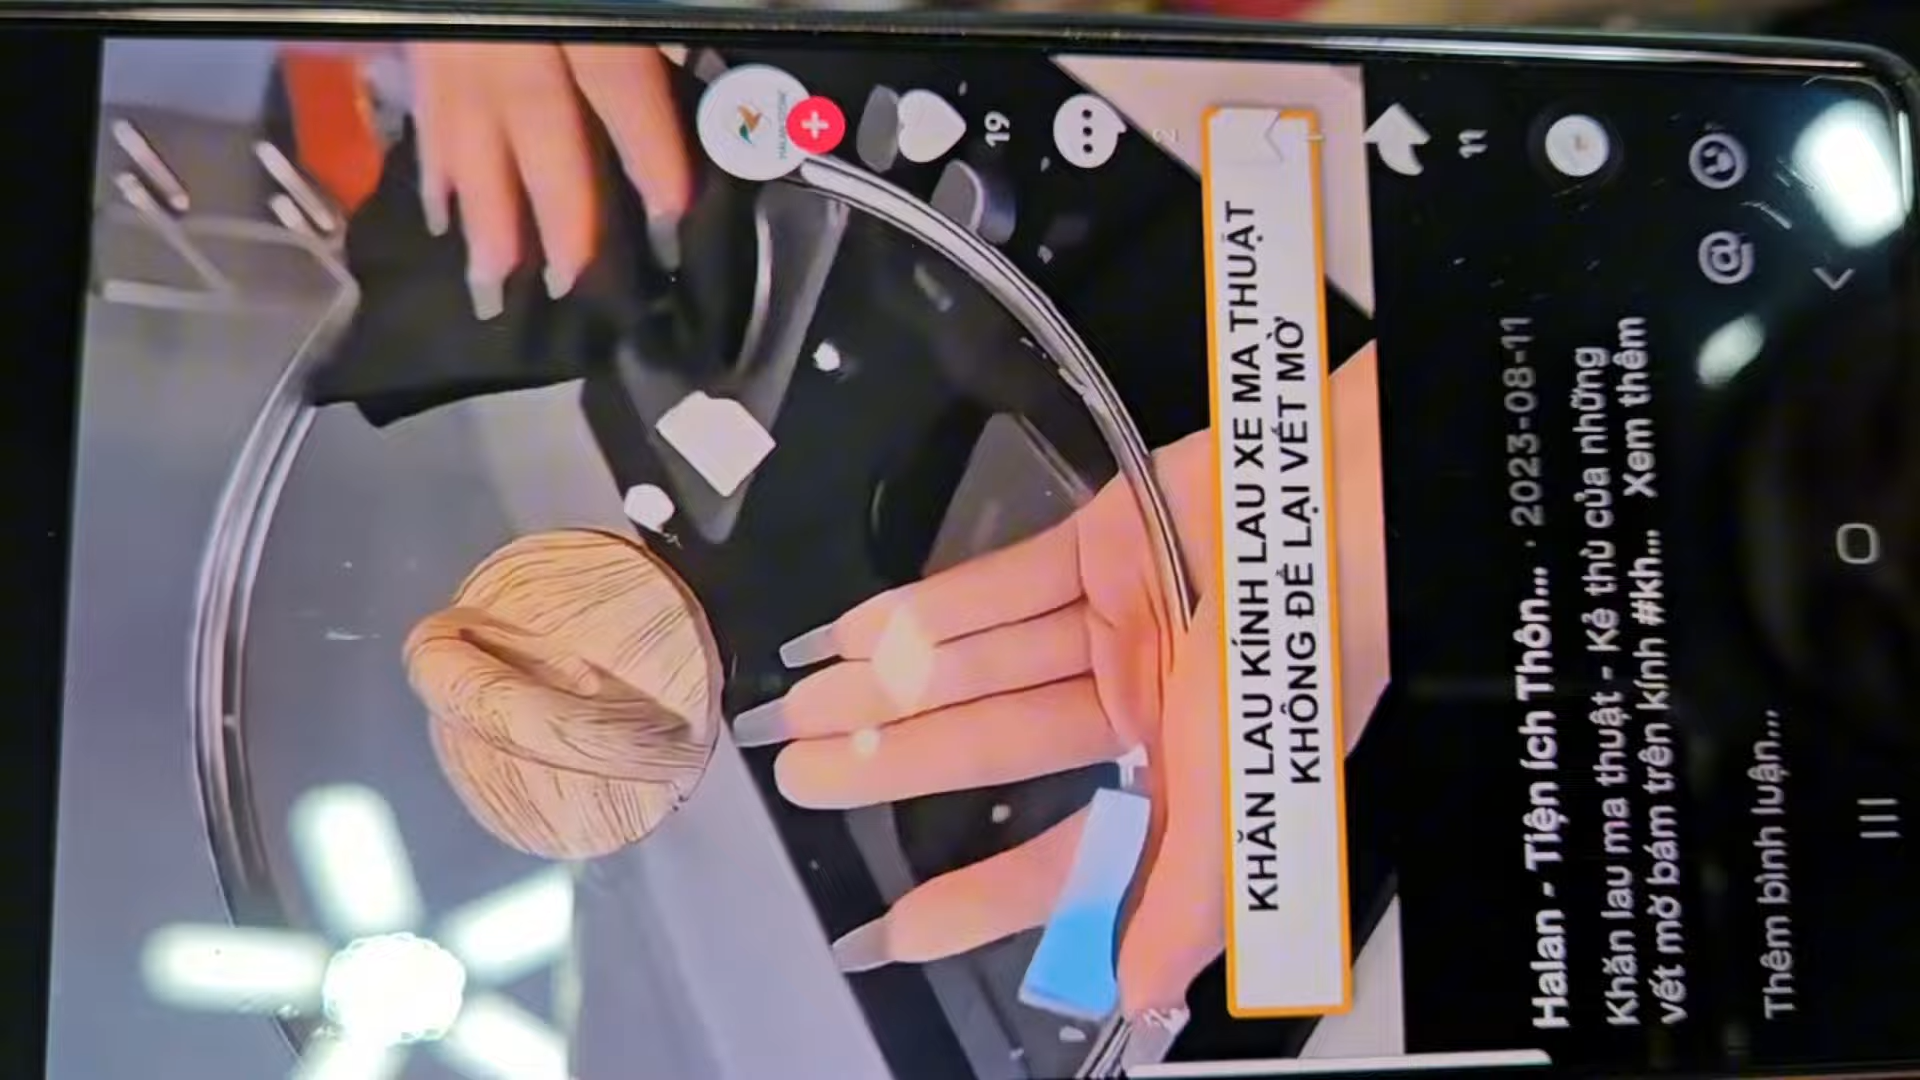 19
2
11
KHĂN LAU KÍNH LAU XE MA THUẬT
KHÔNG ĐỂ LẠI VẾT MỜ
Halan - Tiện ích Thôn... · 2023-08-11
Khăn lau ma thuật - Kẻ thù của những
vết mờ bám trên kính #kh... Xem thêm
Thêm bình luận...